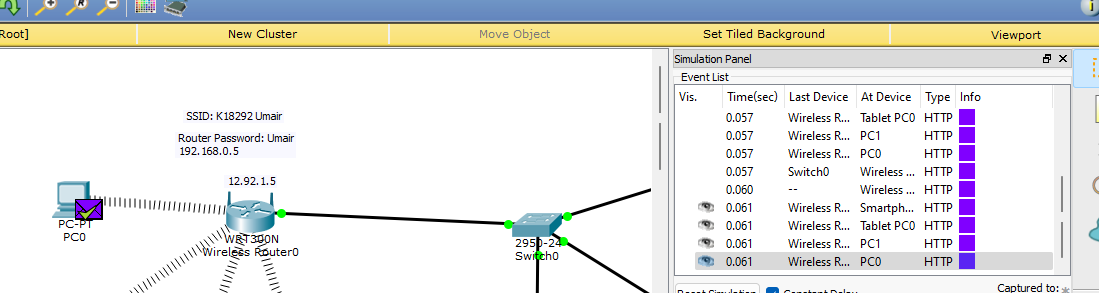 Root]
New Cluster
Move Object
Set Tiled Background
Viewport
SSID: K18292 Umair
Router Password: Umair
192.168.0.5
12.92.1.5
PC-PT
PC0
WRT300N
Wireless Router0
2950-24
Switch0
Simulation Panel
Event List
Vis. Time(sec) Last Device At Device Type Info
0.057 Wireless R... Tablet PC0 HTTP
0.057 Wireless R... PC1 HTTP
0.057 Wireless R... PC0 HTTP
0.057 Switch0 Wireless ... HTTP
0.060 -- Wireless ... HTTP
0.061 Wireless R... Smartph... HTTP
0.061 Wireless R... Tablet PC0 HTTP
0.061 Wireless R... PC1 HTTP
0.061 Wireless R... PC0 HTTP
Reset Simulation
Constant Delay
Captured to: